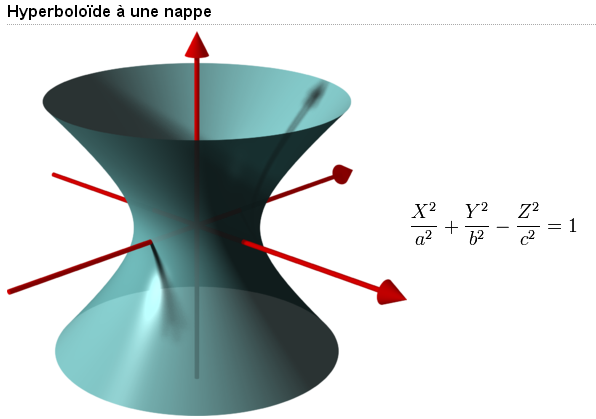 Hyperboloïde à une nappe
X²/a² + Y²/b² − Z²/c² = 1